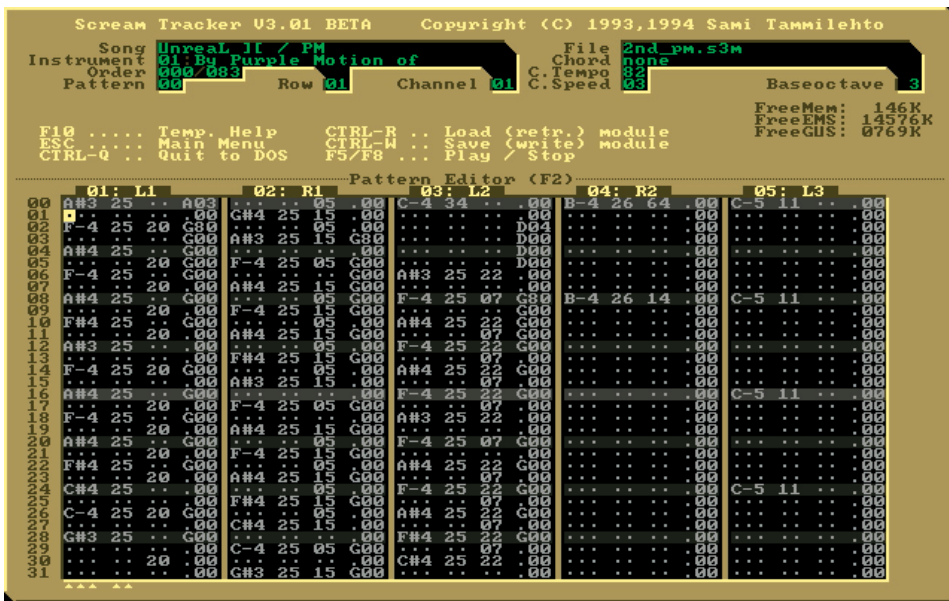 Scream Tracker V3.01 BETA Copyright (C) 1993,1994 Sami Tammilehto
Song UnreaL ][ / PM File 2nd_pm.s3m
Instrument 01:By Purple Motion of Chord none
Order 000/083 C.Tempo 82
Pattern 00 Row 01 Channel 01 C.Speed 03 Baseoctave 3
FreeMem: 146K
FreeEMS: 14576K
FreeGUS: 0769K
F10 ..... Temp. Help CTRL-R .. Load (retr.) module
ESC ..... Main Menu CTRL-W .. Save (write) module
CTRL-Q .. Quit to DOS F5/F8 ... Play / Stop
Pattern Editor (F2)
01: L1 02: R1 03: L2 04: R2 05: L3
00 A#3 25 ·· A03 ··· ·· 05 .00 C-4 34 ·· .00 B-4 26 64 .00 C-5 11 ·· .00
01 ··· ·· ·· .00 G#4 25 15 .00 ··· ·· ·· .00 ··· ·· ·· .00 ··· ·· ·· .00
02 F-4 25 20 G80 ··· ·· 05 .00 ··· ·· ·· D04 ··· ·· ·· .00 ··· ·· ·· .00
03 ··· ·· ·· G00 A#3 25 15 G80 ··· ·· ·· D00 ··· ·· ·· .00 ··· ·· ·· .00
04 A#4 25 ·· G00 ··· ·· ·· .00 ··· ·· ·· D00 ··· ·· ·· .00 ··· ·· ·· .00
05 ··· ·· 20 G00 F-4 25 05 G00 ··· ·· ·· D00 ··· ·· ·· .00 ··· ·· ·· .00
06 F-4 25 ·· G00 ··· ·· ·· G00 A#3 25 22 .00 ··· ·· ·· .00 ··· ·· ·· .00
07 ··· ·· 20 .00 A#4 25 15 G00 ··· ·· ·· .00 ··· ·· ·· .00 ··· ·· ·· .00
08 A#4 25 ·· G00 ··· ·· 05 G00 F-4 25 07 G80 B-4 26 14 .00 C-5 11 ·· .00
09 ··· ·· 20 .00 F-4 25 15 .00 ··· ·· ·· G00 ··· ·· ·· .00 ··· ·· ·· .00
10 F#4 25 ·· G00 ··· ·· 05 .00 A#4 25 22 G00 ··· ·· ·· .00 ··· ·· ·· .00
11 ··· ·· 20 .00 A#4 25 15 G00 ··· ·· 07 G00 ··· ·· ·· .00 ··· ·· ·· .00
12 A#3 25 ·· .00 ··· ·· 05 .00 F-4 25 22 G00 ··· ·· ·· .00 ··· ·· ·· .00
13 ··· ·· ·· .00 F#4 25 15 G00 ··· ·· 07 .00 ··· ·· ·· .00 ··· ·· ·· .00
14 F-4 25 20 G00 ··· ·· 05 .00 A#4 25 22 G00 ··· ·· ·· .00 ··· ·· ·· .00
15 ··· ·· ·· .00 A#3 25 15 .00 ··· ·· 07 .00 ··· ·· ·· .00 ··· ·· ·· .00
16 A#4 25 ·· G00 ··· ·· ·· .00 F-4 25 22 G00 ··· ·· ·· .00 C-5 11 ·· .00
17 ··· ·· 20 .00 F-4 25 05 G00 ··· ·· 07 .00 ··· ·· ·· .00 ··· ·· ·· .00
18 F-4 25 ·· G00 ··· ·· ·· .00 A#3 25 22 .00 ··· ·· ·· .00 ··· ·· ·· .00
19 ··· ·· 20 .00 A#4 25 15 G00 ··· ·· ·· .00 ··· ·· ·· .00 ··· ·· ·· .00
20 A#4 25 ·· G00 ··· ·· 05 .00 F-4 25 07 G00 ··· ·· ·· .00 ··· ·· ·· .00
21 ··· ·· 20 .00 F-4 25 15 G00 ··· ·· ·· .00 ··· ·· ·· .00 ··· ·· ·· .00
22 F#4 25 ·· G00 ··· ·· 05 .00 A#4 25 22 G00 ··· ·· ·· .00 ··· ·· ·· .00
23 ··· ·· 20 .00 A#4 25 15 G00 ··· ·· 07 .00 ··· ·· ·· .00 ··· ·· ·· .00
24 C#4 25 ·· G00 ··· ·· 05 .00 F-4 25 22 G00 ··· ·· ·· .00 C-5 11 ·· .00
25 ··· ·· ·· .00 F#4 25 15 G00 ··· ·· 07 .00 ··· ·· ·· .00 ··· ·· ·· .00
26 C-4 25 20 G00 ··· ·· 05 .00 A#4 25 22 G00 ··· ·· ·· .00 ··· ·· ·· .00
27 ··· ·· ·· .00 C#4 25 15 .00 ··· ·· 07 .00 ··· ·· ·· .00 ··· ·· ·· .00
28 G#3 25 ·· G00 ··· ·· ·· .00 F#4 25 22 G00 ··· ·· ·· .00 ··· ·· ·· .00
29 ··· ·· ·· .00 C-4 25 05 G00 ··· ·· 07 .00 ··· ·· ·· .00 ··· ·· ·· .00
30 ··· ·· 20 .00 ··· ·· ·· .00 C#4 25 22 .00 ··· ·· ·· .00 ··· ·· ·· .00
31 ··· ·· ·· .00 G#3 25 15 G00 ··· ·· ·· .00 ··· ·· ·· .00 ··· ·· ·· .00